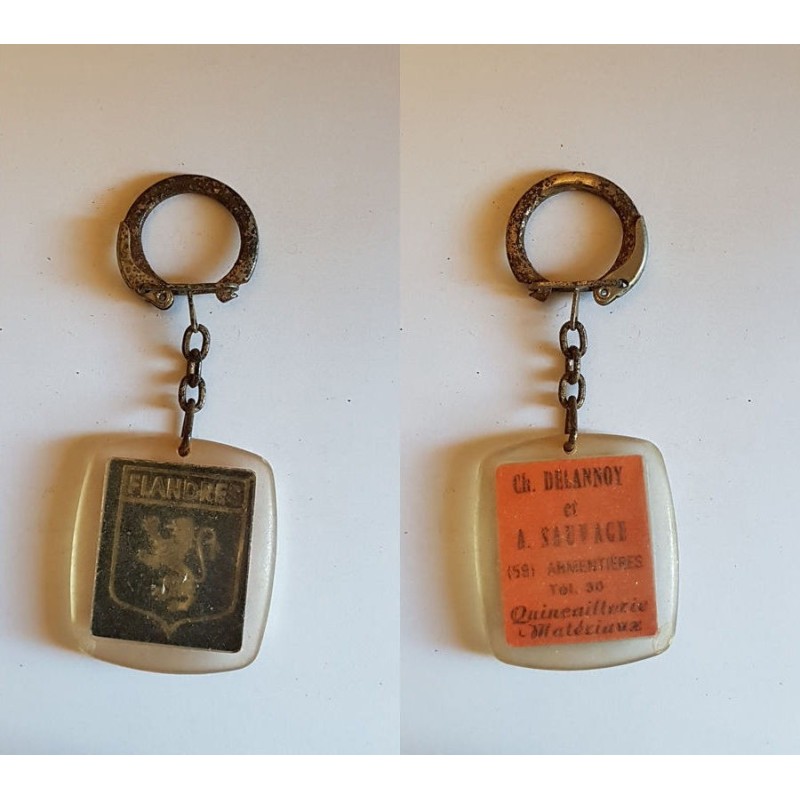 FLANDRE
Ch. DELANNOY
et
A. SAUVAGE
(59) ARMENTIÈRES
Tél. 30
Quincaillerie
Matériaux